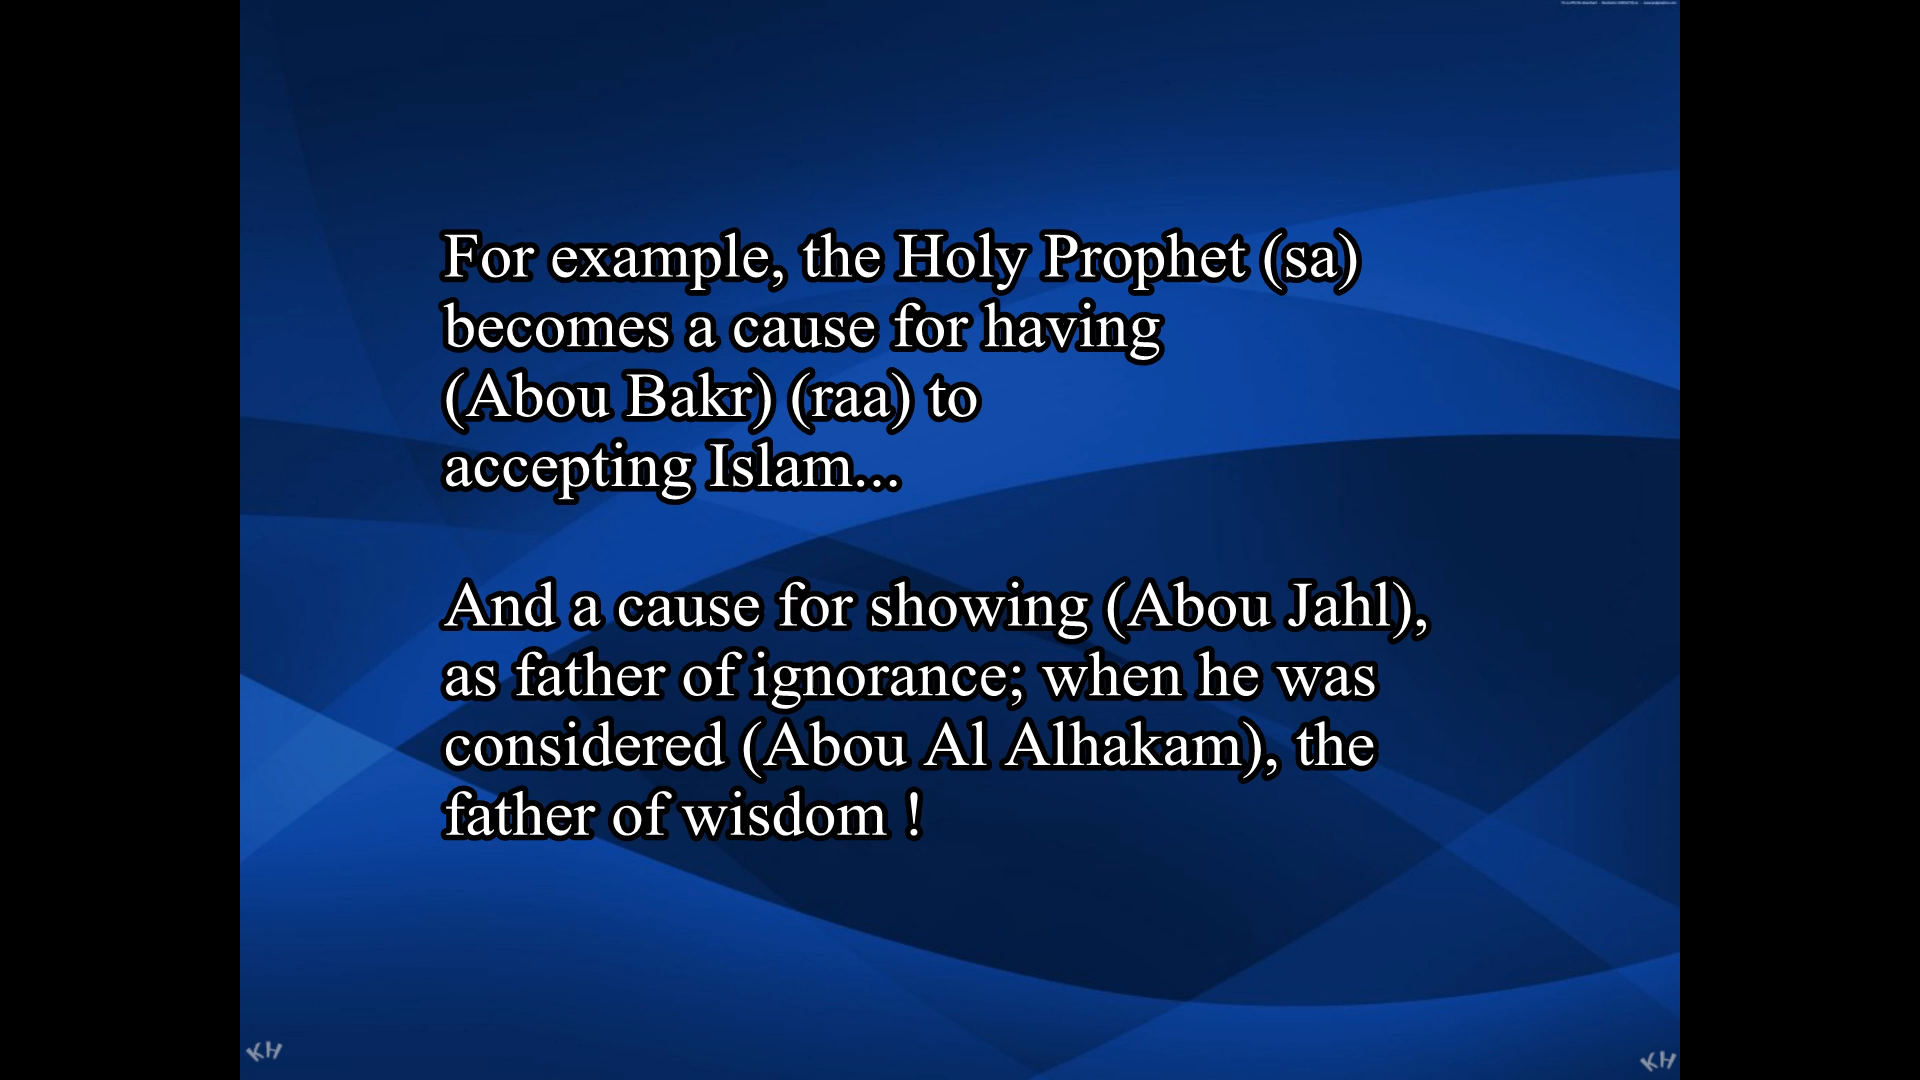 For example, the Holy Prophet (sa)
becomes a cause for having
(Abou Bakr) (raa) to
accepting Islam...
And a cause for showing (Abou Jahl),
as father of ignorance; when he was
considered (Abou Al Alhakam), the
father of wisdom !
KH
KH